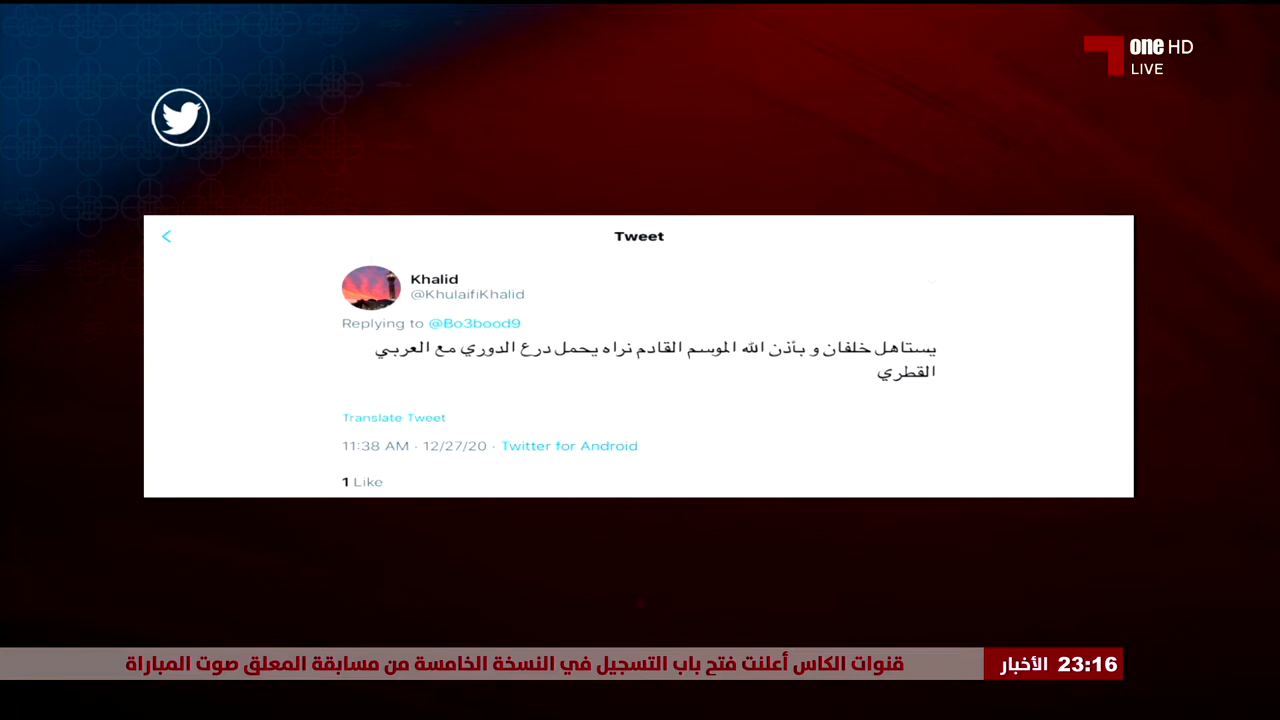 one HD
LIVE
Tweet
Khalid
@KhulaifiKhalid
Replying to @Bo3bood9
يستاهل خلفان و بأذن الله الموسم القادم نراه يحمل درع الدوري مع العربي
القطري
Translate Tweet
11:38 AM · 12/27/20 · Twitter for Android
1 Like
23:16 الأخبار
قنوات الكاس أعلنت فتح باب التسجيل في النسخة الخامسة من مسابقة المعلق صوت المباراة